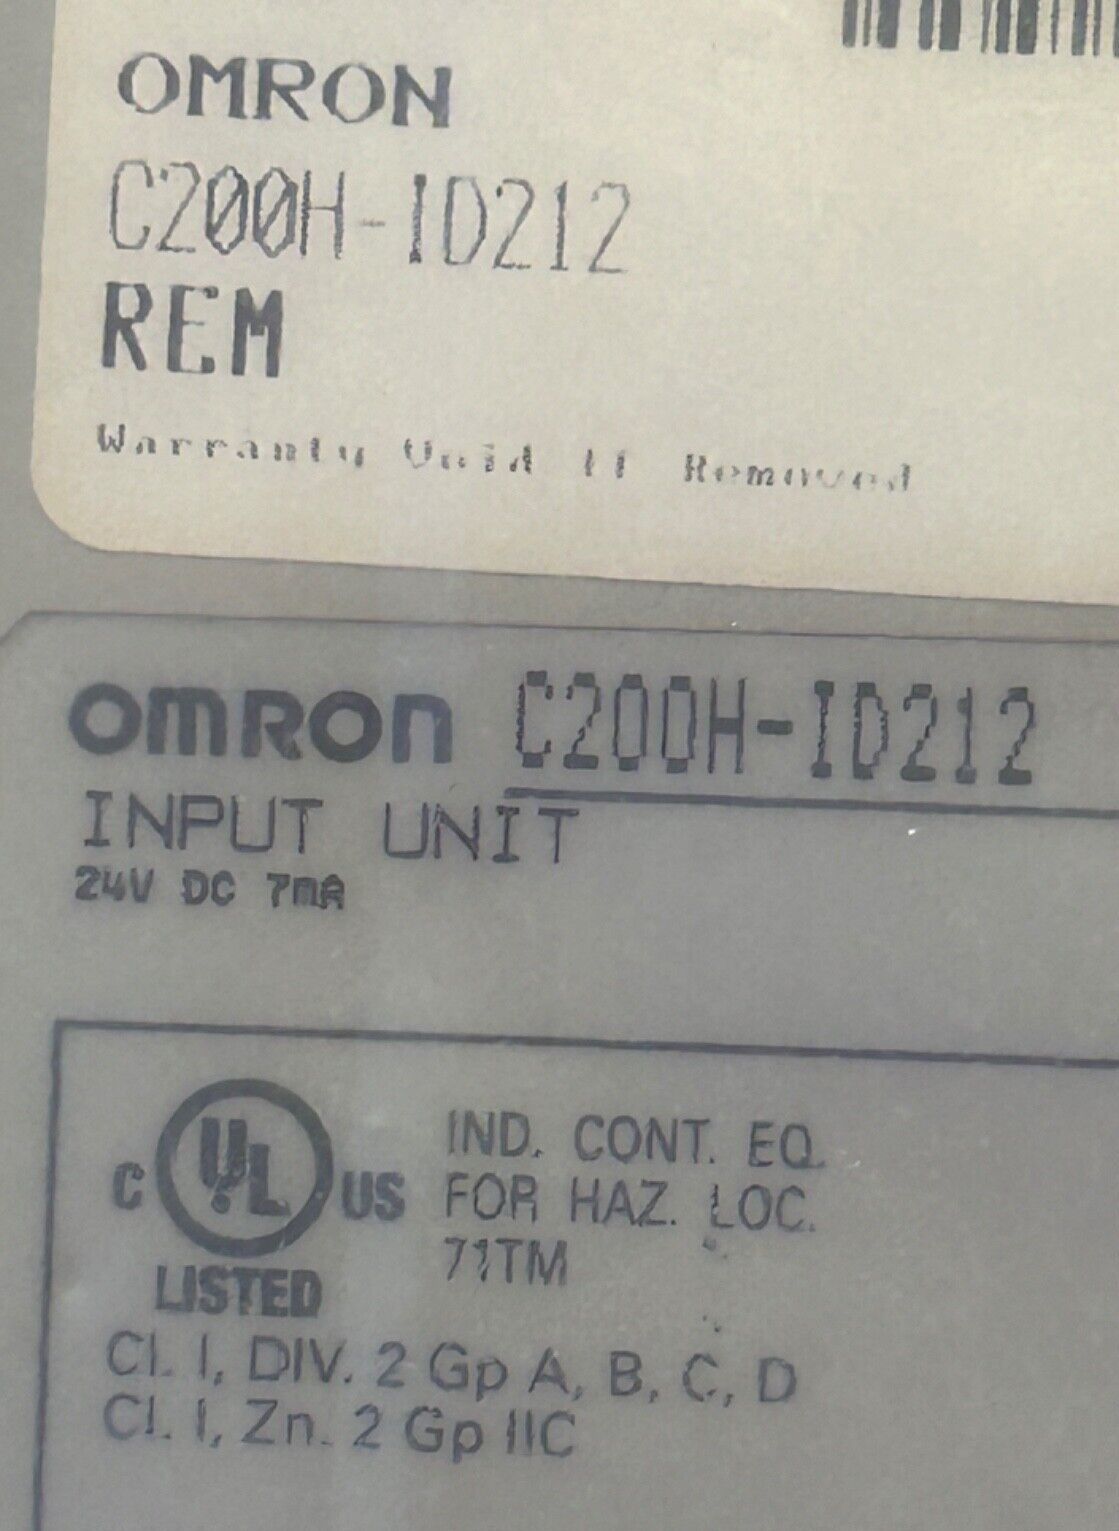 OMRON
C200H-ID212
REM
Warranty Void If Removed
OMRON C200H-ID212
INPUT UNIT
24V DC 7mA
C UL US
LISTED
IND. CONT. EQ.
FOR HAZ. LOC.
71TM
Cl. I, DIV. 2 Gp A, B, C, D
Cl. I, Zn. 2 Gp IIC